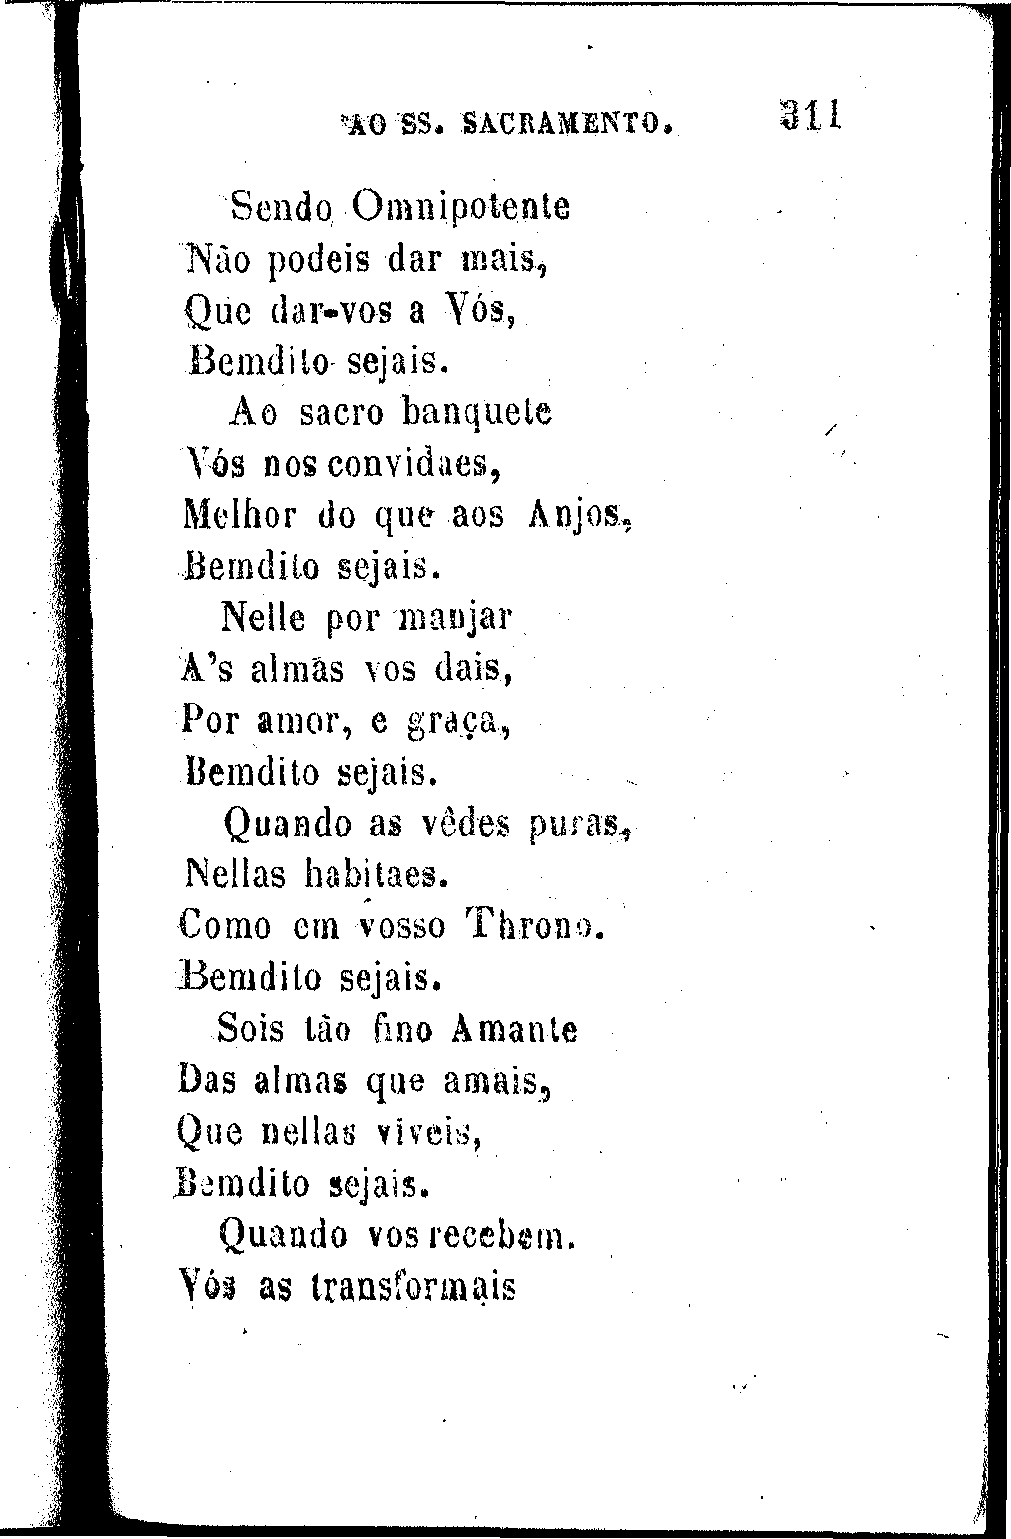 AO SS. SACRAMENTO. 311
Sendo Omnipotente
Não podeis dar mais,
Que dar-vos a Vós,
Bemdito sejais.
Ao sacro banquete
Vós nos convidaes,
Melhor do que aos Anjos,
Bemdito sejais.
Nelle por manjar
A's almas vos dais,
Por amor, e graça,
Bemdito sejais.
Quando as vêdes puras,
Nellas habitaes.
Como em vosso Throno.
Bemdito sejais.
Sois tão fino Amante
Das almas que amais,
Que nellas viveis,
Bemdito sejais.
Quando vos recebem.
Vós as transformais